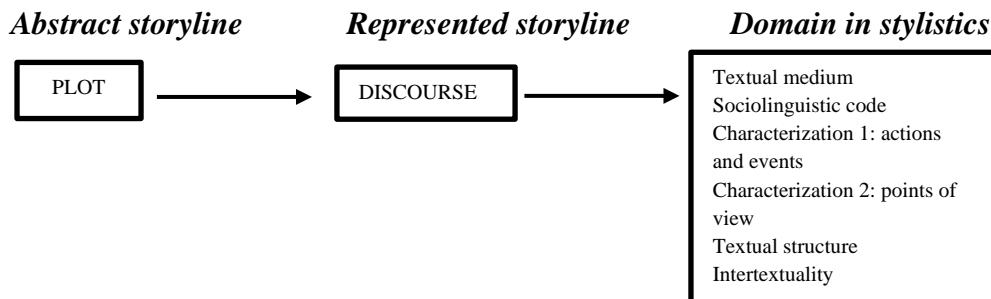 Abstract storyline
Represented storyline
Domain in stylistics
PLOT
DISCOURSE
Textual medium
Sociolinguistic code
Characterization 1: actions
and events
Characterization 2: points of
view
Textual structure
Intertextuality